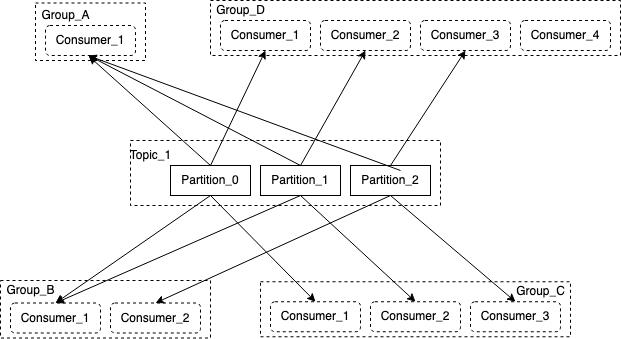 Group_A
Consumer_1
Group_D
Consumer_1
Consumer_2
Consumer_3
Consumer_4
Topic_1
Partition_0
Partition_1
Partition_2
Group_B
Consumer_1
Consumer_2
Group_C
Consumer_1
Consumer_2
Consumer_3